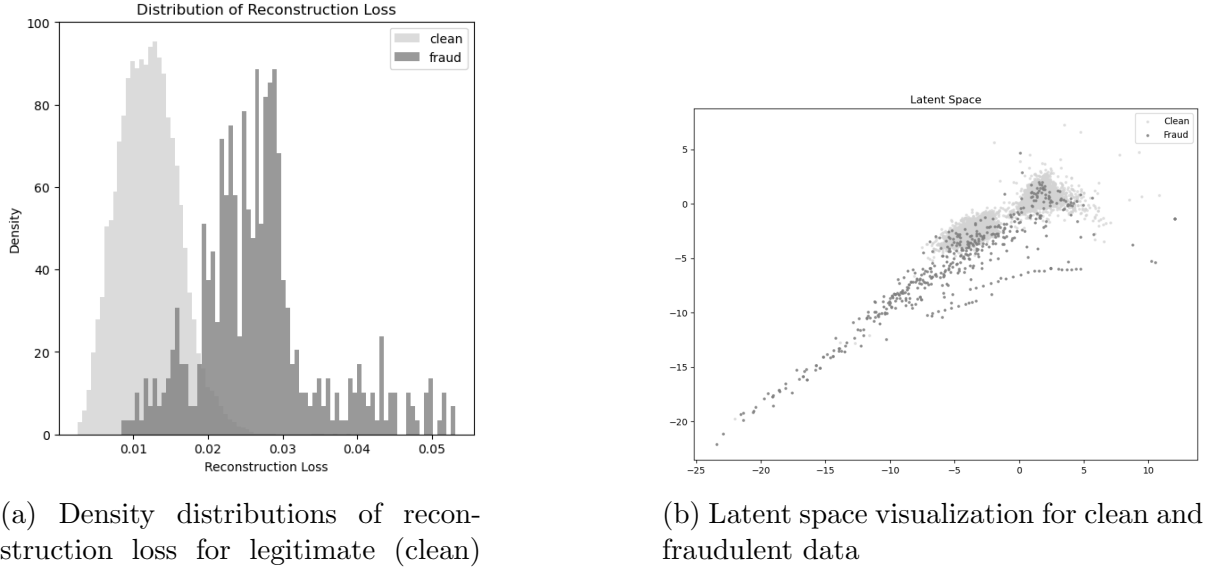 Distribution of Reconstruction Loss
100
80
60
40
20
0
Density
clean
fraud
0.01 0.02 0.03 0.04 0.05
Reconstruction Loss
(a) Density distributions of recon-
struction loss for legitimate (clean)
Latent Space
Clean
Fraud
5
0
−5
−10
−15
−20
−25 −20 −15 −10 −5 0 5 10
(b) Latent space visualization for clean and
fraudulent data